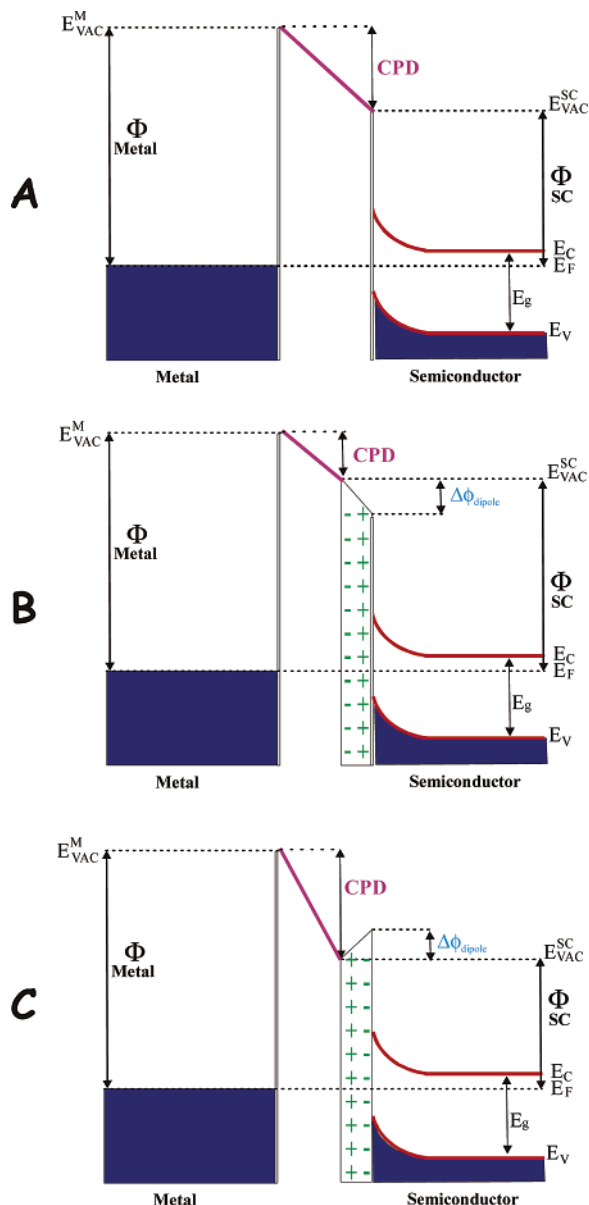 E^M_VAC
CPD
E^SC_VAC
Φ
Metal
Φ
SC
A
E_C
E_F
E_g
E_V
Metal
Semiconductor
E^M_VAC
CPD
E^SC_VAC
Δϕ_dipole
Φ
Metal
Φ
SC
B
- +
- +
- +
- +
- +
- +
- +
- +
- +
- +
- +
E_C
E_F
E_g
E_V
Metal
Semiconductor
E^M_VAC
CPD
Δϕ_dipole
E^SC_VAC
Φ
Metal
Φ
SC
C
+ -
+ -
+ -
+ -
+ -
+ -
+ -
+ -
+ -
+ -
E_C
E_F
E_g
E_V
Metal
Semiconductor